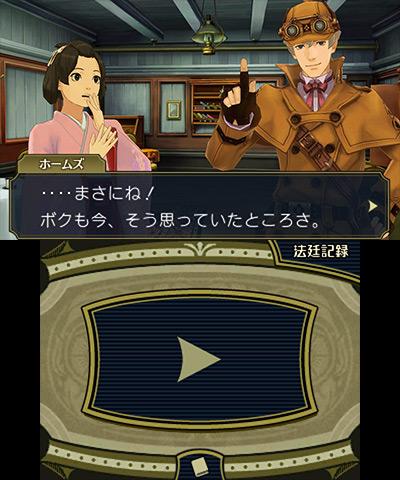 ホームズ
‥‥まさにね！
ボクも今、そう思っていたところさ。
法廷記録